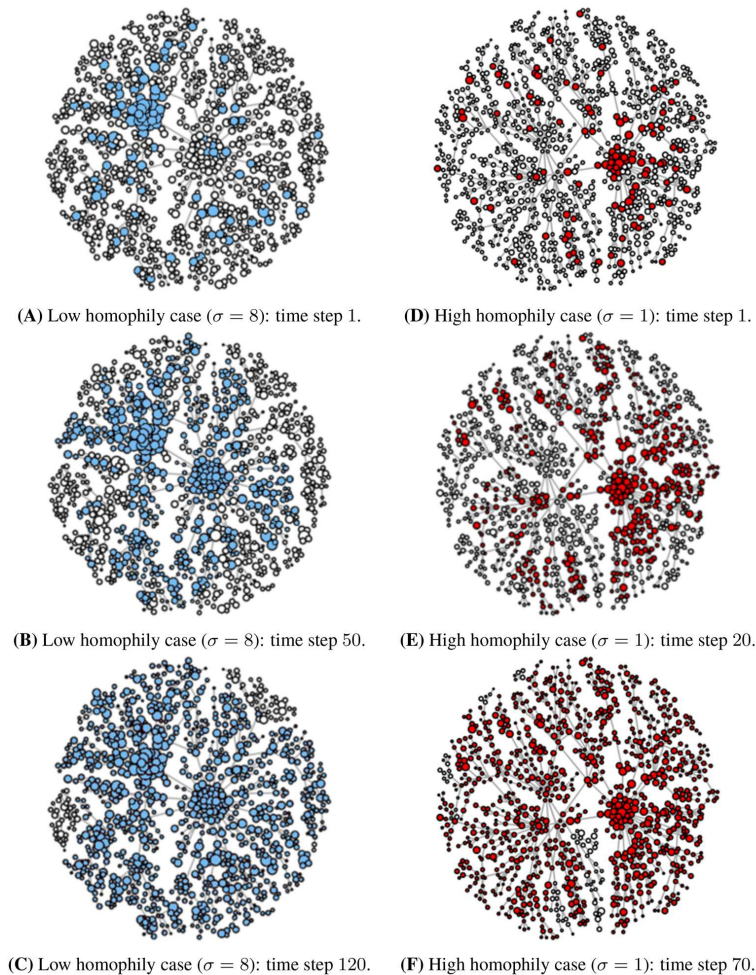 (A) Low homophily case (σ = 8): time step 1.
(D) High homophily case (σ = 1): time step 1.
(B) Low homophily case (σ = 8): time step 50.
(E) High homophily case (σ = 1): time step 20.
(C) Low homophily case (σ = 8): time step 120.
(F) High homophily case (σ = 1): time step 70.